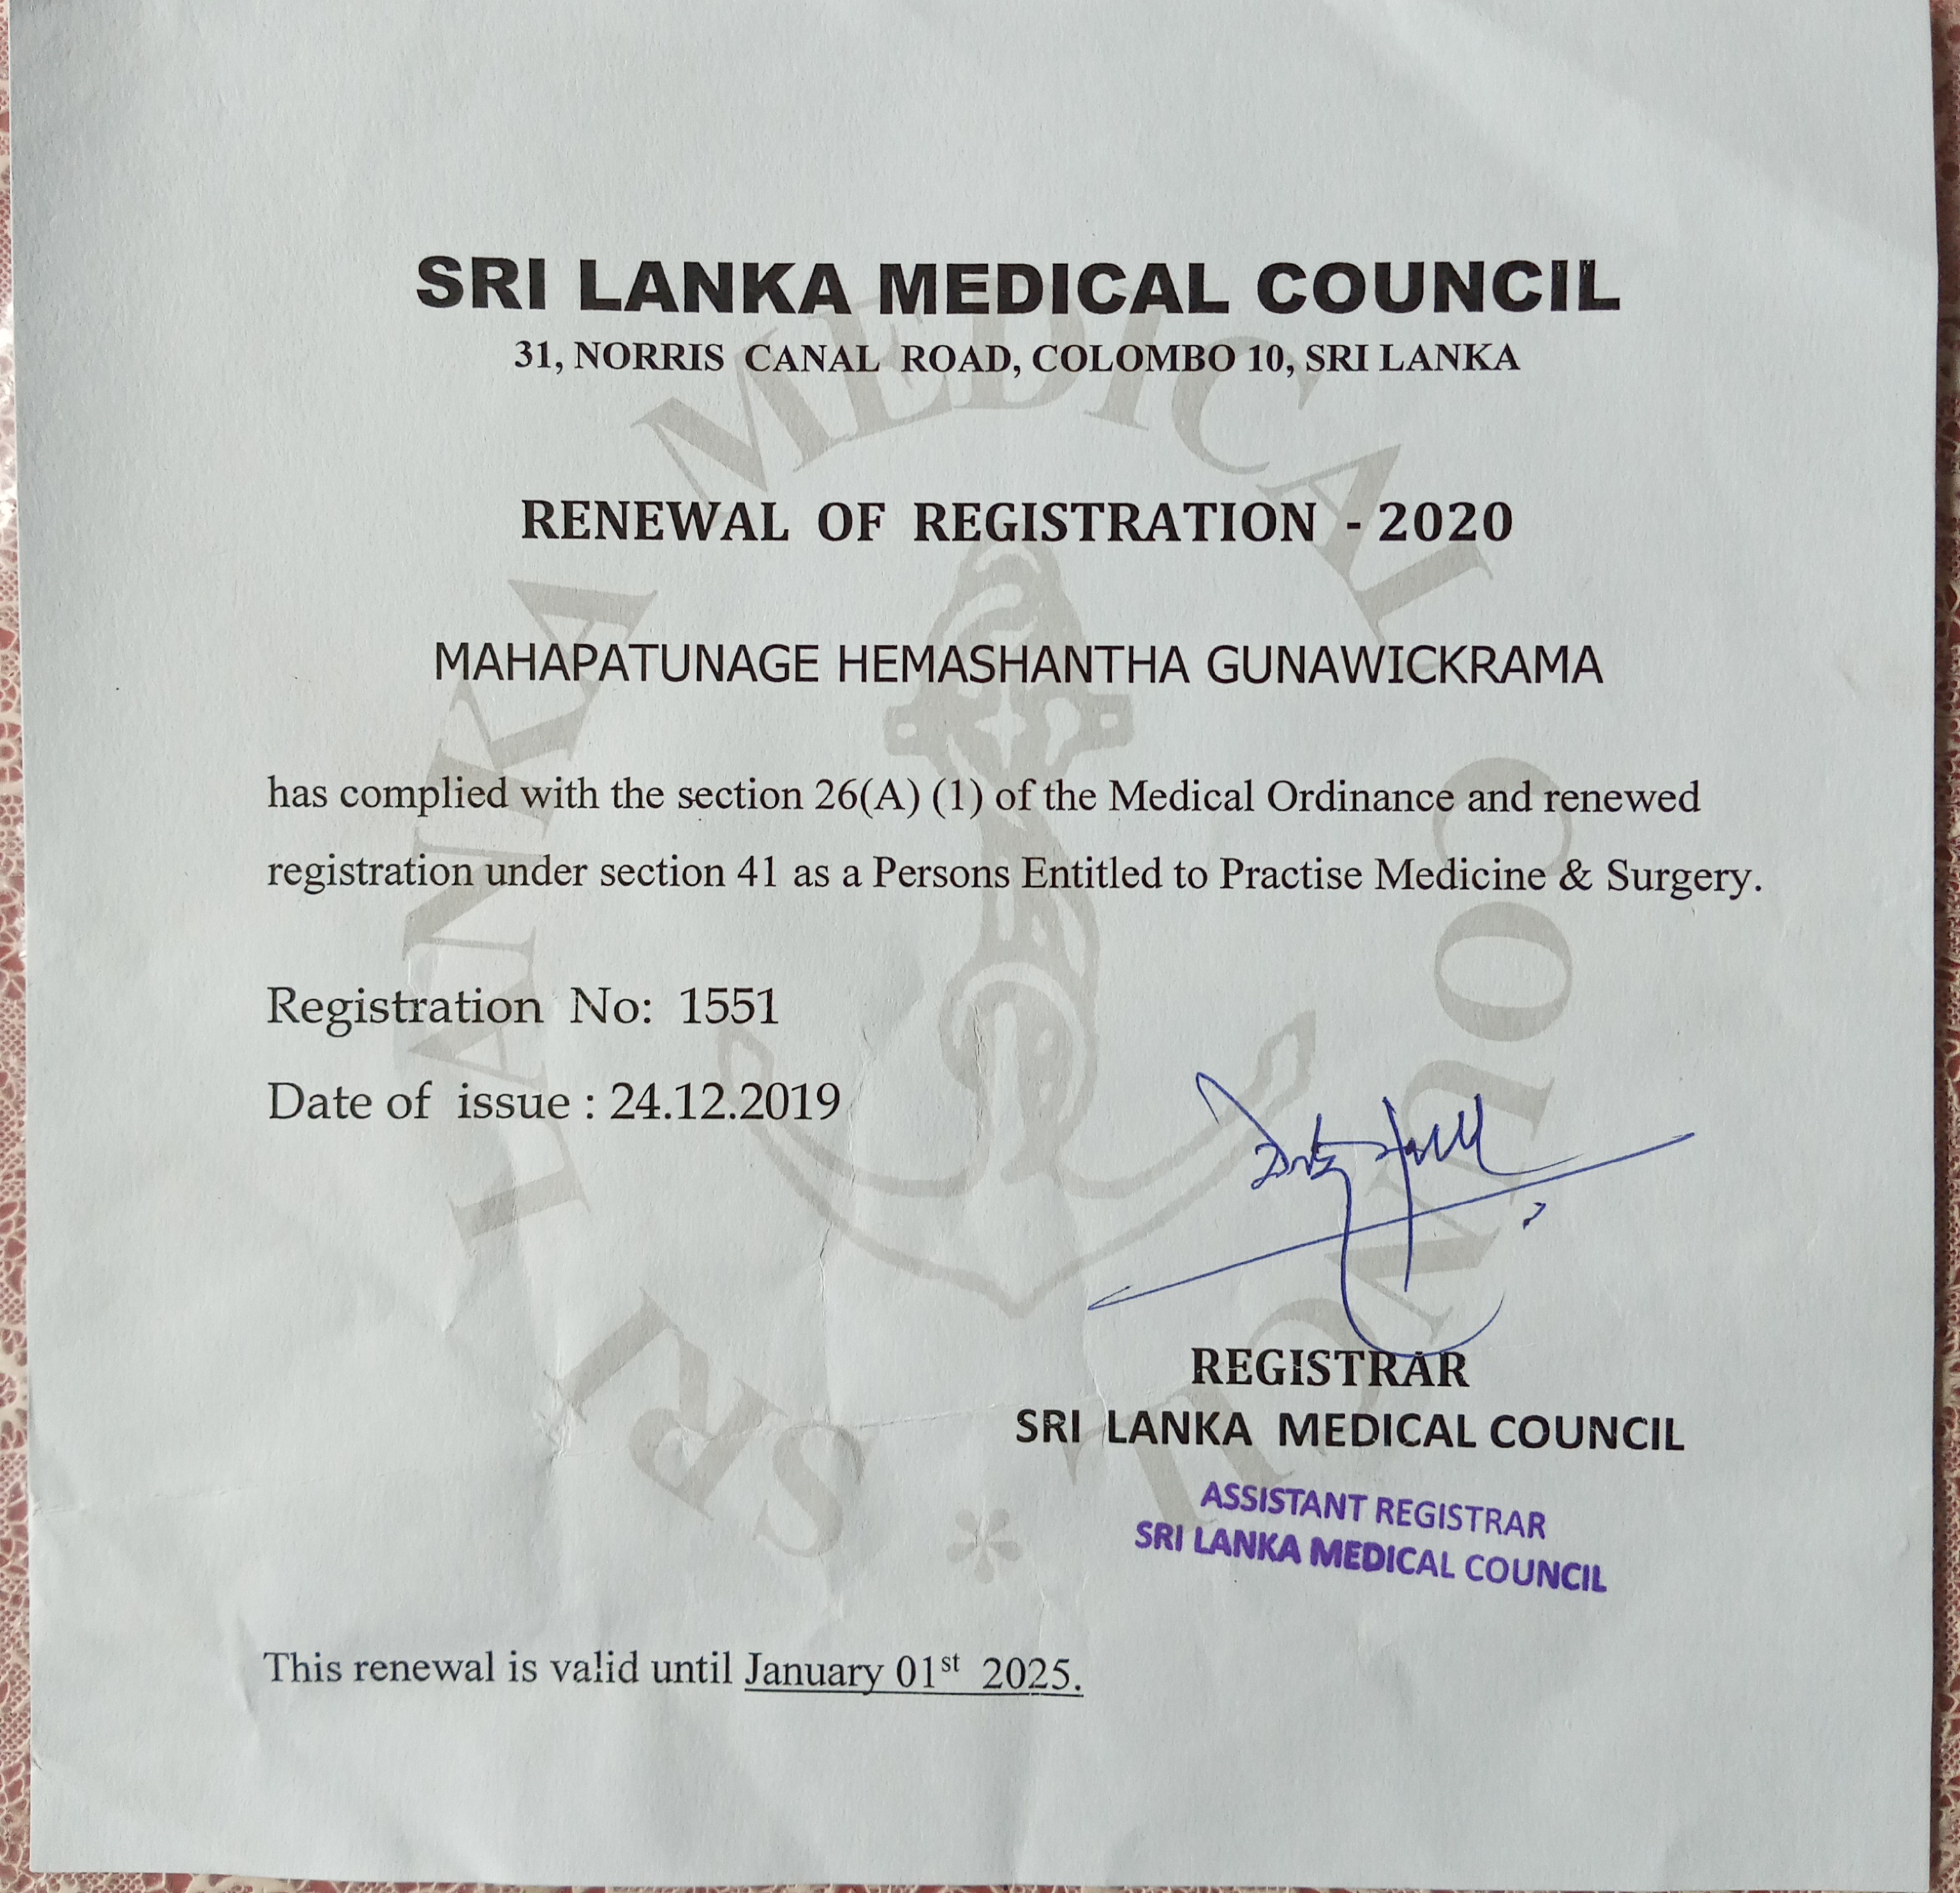 SRI LANKA MEDICAL COUNCIL
31, NORRIS CANAL ROAD, COLOMBO 10, SRI LANKA
RENEWAL OF REGISTRATION - 2020
MAHAPATUNAGE HEMASHANTHA GUNAWICKRAMA
has complied with the section 26(A) (1) of the Medical Ordinance and renewed
registration under section 41 as a Persons Entitled to Practise Medicine & Surgery.
Registration No: 1551
Date of issue : 24.12.2019
REGISTRAR
SRI LANKA MEDICAL COUNCIL
ASSISTANT REGISTRAR
SRI LANKA MEDICAL COUNCIL
This renewal is valid until January 01st 2025.
SRI LANKA MEDICAL COUNCIL *